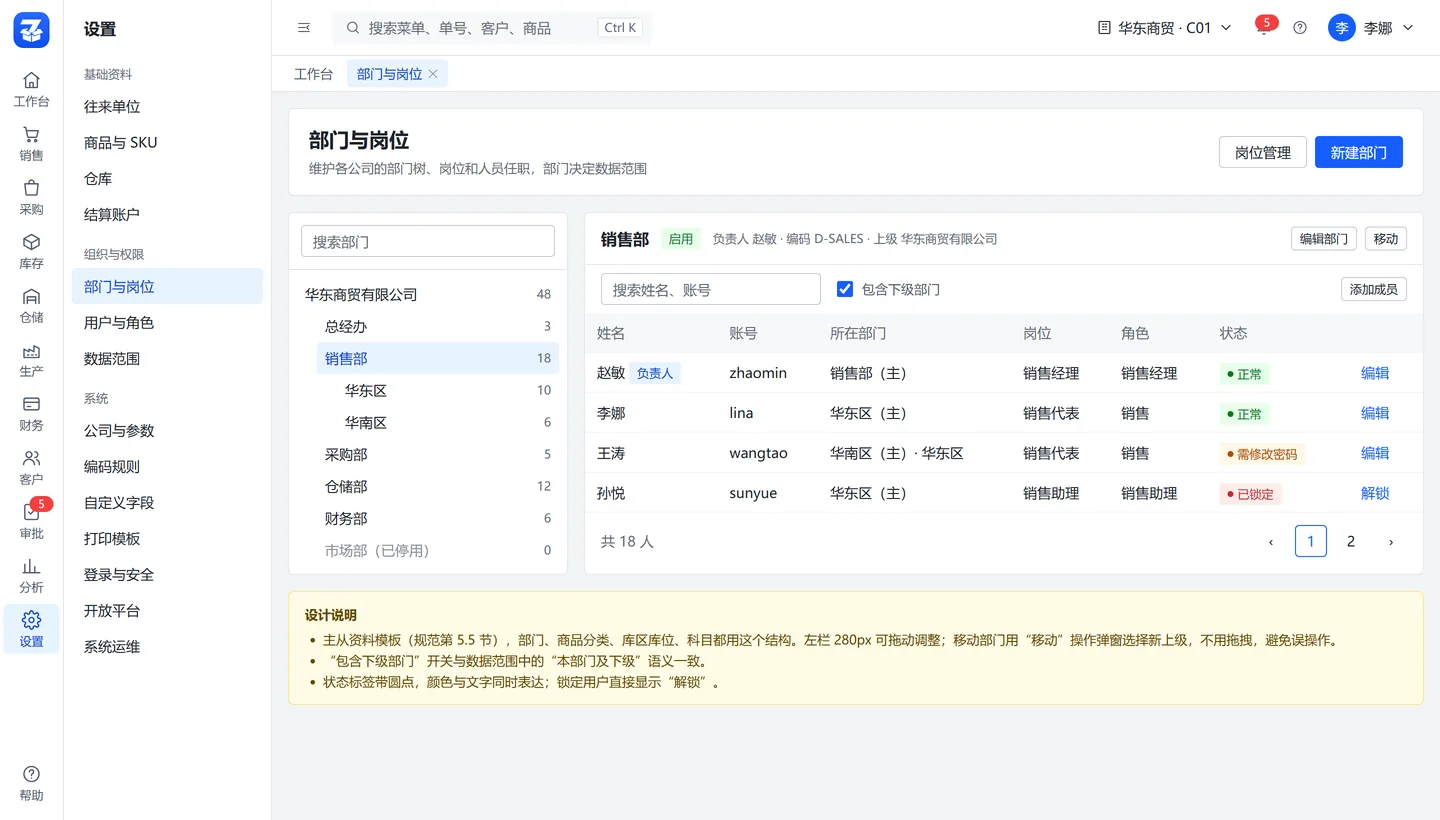 设置
搜索菜单、单号、客户、商品 Ctrl K
华东商贸 · C01
5
李 李娜
工作台
销售
采购
库存
仓储
生产
财务
客户
5
审批
分析
设置
帮助
基础资料
往来单位
商品与 SKU
仓库
结算账户
组织与权限
部门与岗位
用户与角色
数据范围
系统
公司与参数
编码规则
自定义字段
打印模板
登录与安全
开放平台
系统运维
工作台 部门与岗位
部门与岗位
维护各公司的部门树、岗位和人员任职，部门决定数据范围
岗位管理 新建部门
搜索部门
华东商贸有限公司 48
总经办 3
销售部 18
华东区 10
华南区 6
采购部 5
仓储部 12
财务部 6
市场部（已停用） 0
销售部 启用 负责人 赵敏 · 编码 D-SALES · 上级 华东商贸有限公司 编辑部门 移动
搜索姓名、账号 包含下级部门 添加成员
姓名 账号 所在部门 岗位 角色 状态
赵敏 负责人 zhaomin 销售部（主） 销售经理 销售经理 正常 编辑
李娜 lina 华东区（主） 销售代表 销售 正常 编辑
王涛 wangtao 华南区（主）· 华东区 销售代表 销售 需修改密码 编辑
孙悦 sunyue 华东区（主） 销售助理 销售助理 已锁定 解锁
共 18 人 ‹ 1 2 ›
设计说明
• 主从资料模板（规范第 5.5 节），部门、商品分类、库区库位、科目都用这个结构。左栏 280px 可拖动调整；移动部门用“移动”操作弹窗选择新上级，不用拖拽，避免误操作。
• “包含下级部门”开关与数据范围中的“本部门及下级”语义一致。
• 状态标签带圆点，颜色与文字同时表达；锁定用户直接显示“解锁”。